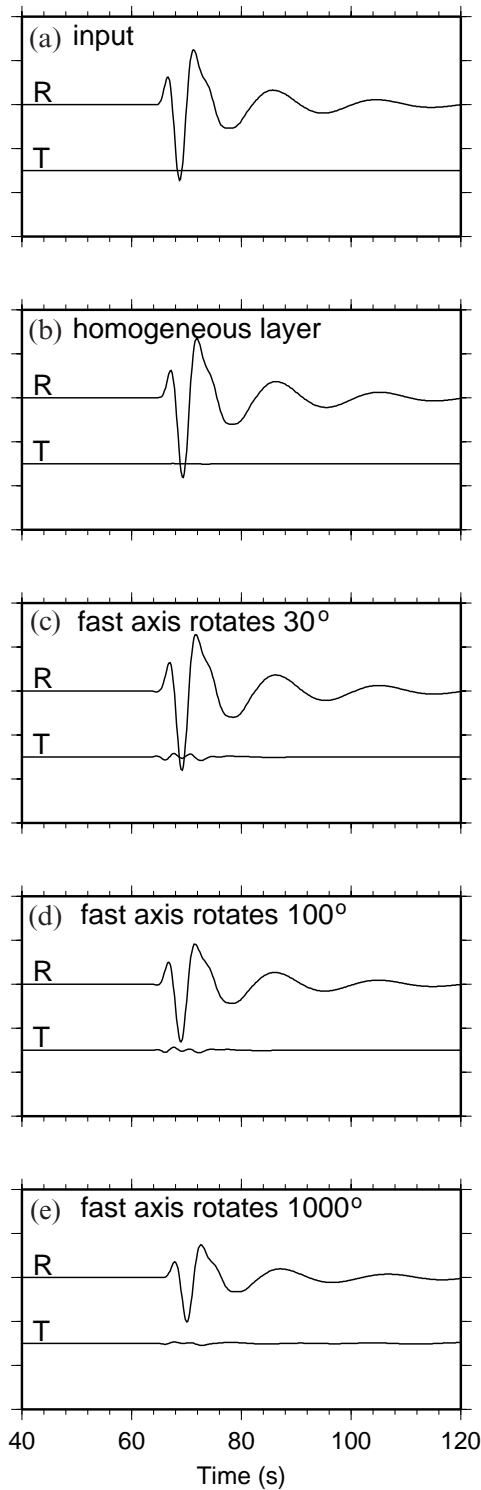 (a) input
R
T
(b) homogeneous layer
R
T
(c) fast axis rotates 30°
R
T
(d) fast axis rotates 100°
R
T
(e) fast axis rotates 1000°
R
T
40 60 80 100 120
Time (s)